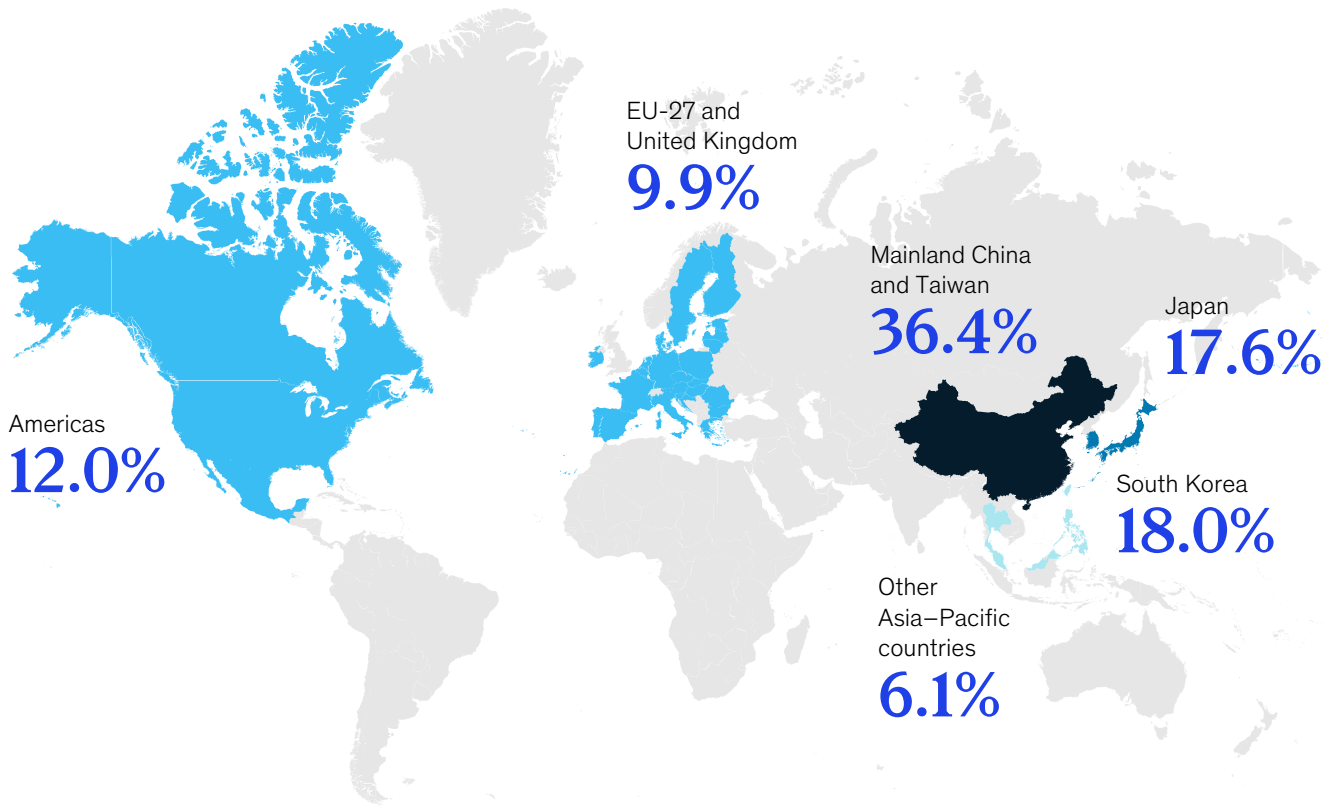 EU-27 and
United Kingdom
9.9%
Mainland China
and Taiwan
36.4%
Japan
17.6%
Americas
12.0%
South Korea
18.0%
Other
Asia–Pacific
countries
6.1%